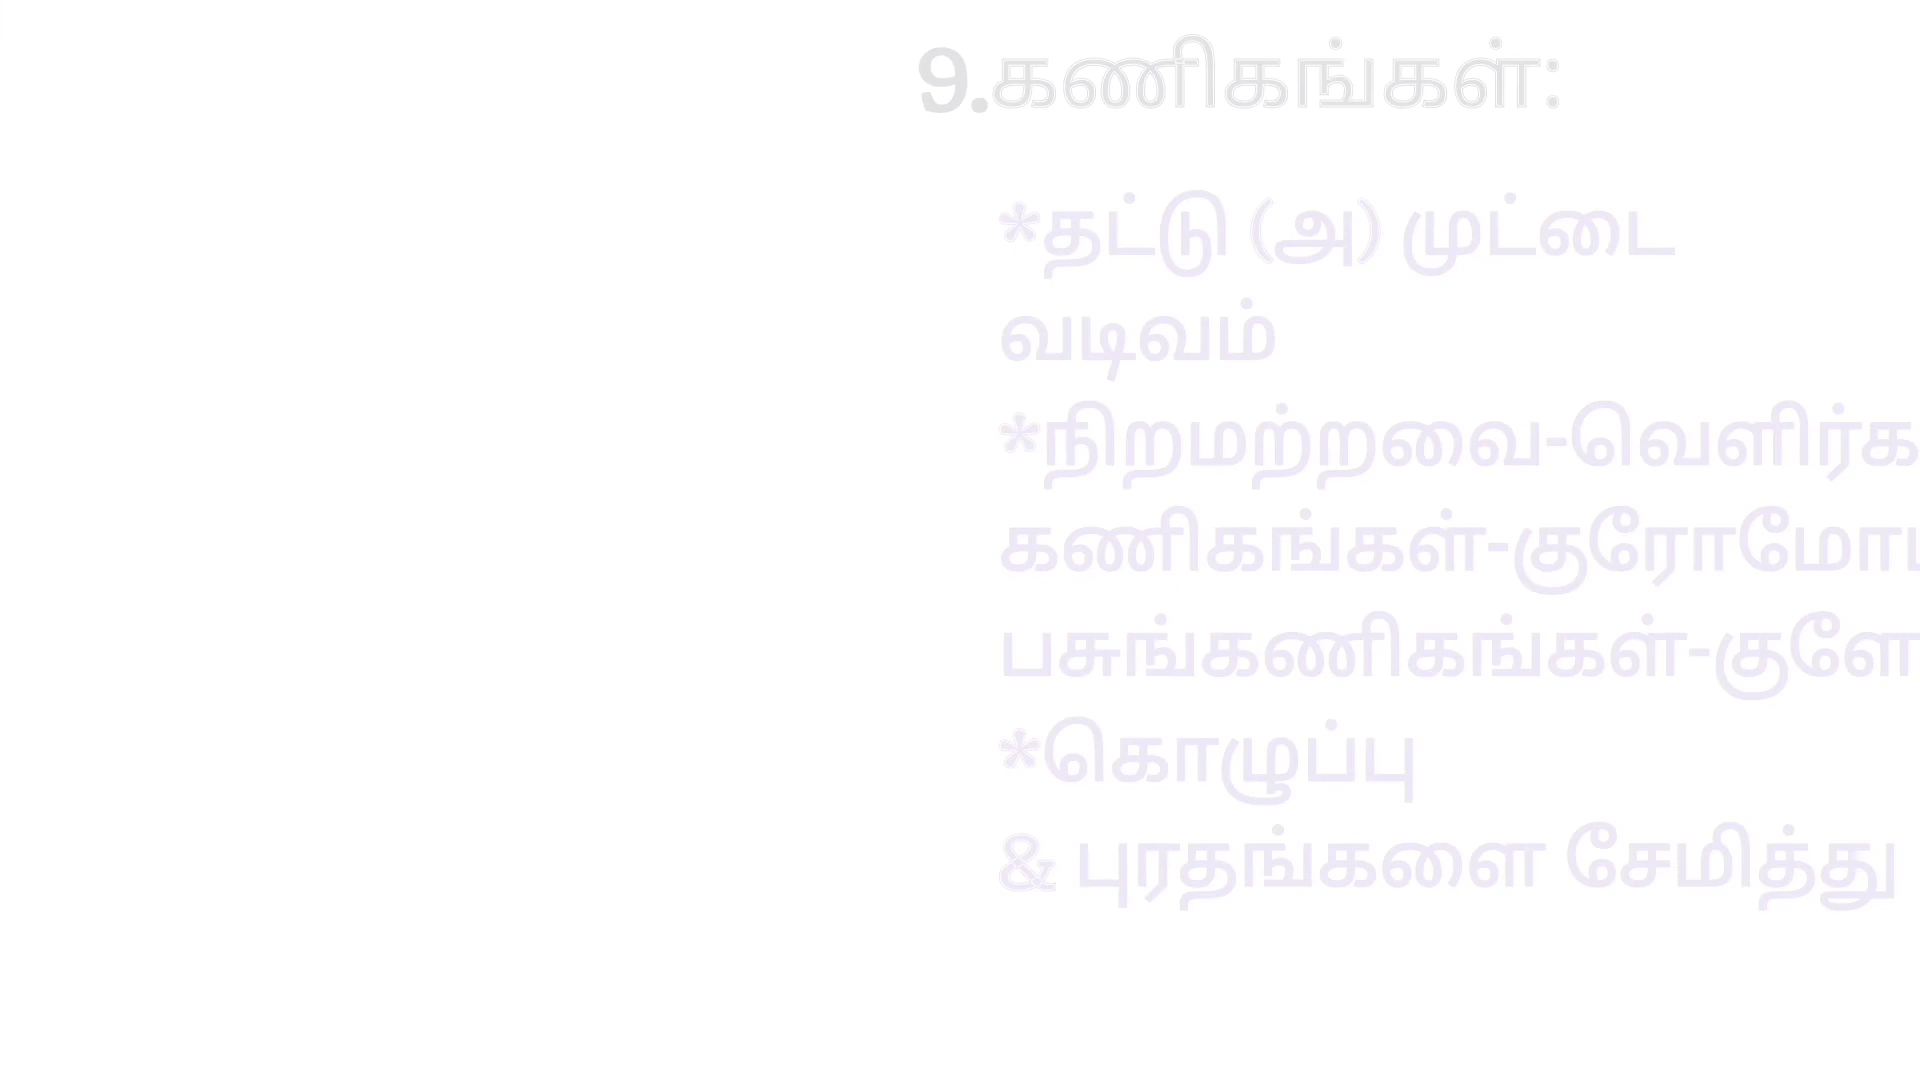 9.கணிகங்கள்:
*தட்டு (அ) முட்டை
வடிவம்
*நிறமற்றவை-வெளிர்க
கணிகங்கள்-குரோமோ
பசுங்கணிகங்கள்-குளோ
*கொழுப்பு
& புரதங்களை சேமித்து